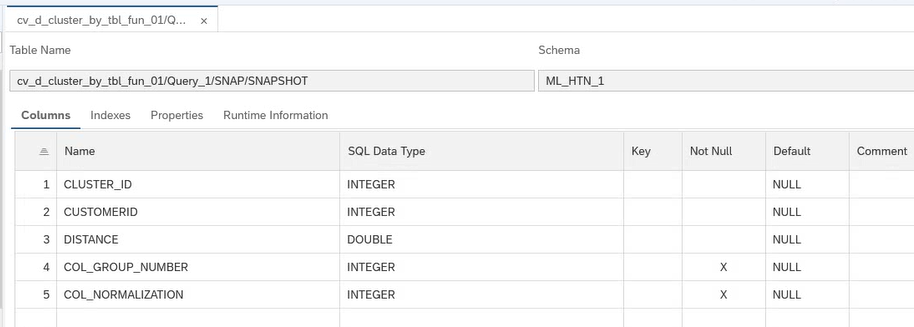 cv_d_cluster_by_tbl_fun_01/Q... ×
Table Name Schema
cv_d_cluster_by_tbl_fun_01/Query_1/SNAP/SNAPSHOT ML_HTN_1
Columns Indexes Properties Runtime Information
Name SQL Data Type Key Not Null Default Comment
1 CLUSTER_ID INTEGER NULL
2 CUSTOMERID INTEGER NULL
3 DISTANCE DOUBLE NULL
4 COL_GROUP_NUMBER INTEGER X NULL
5 COL_NORMALIZATION INTEGER X NULL